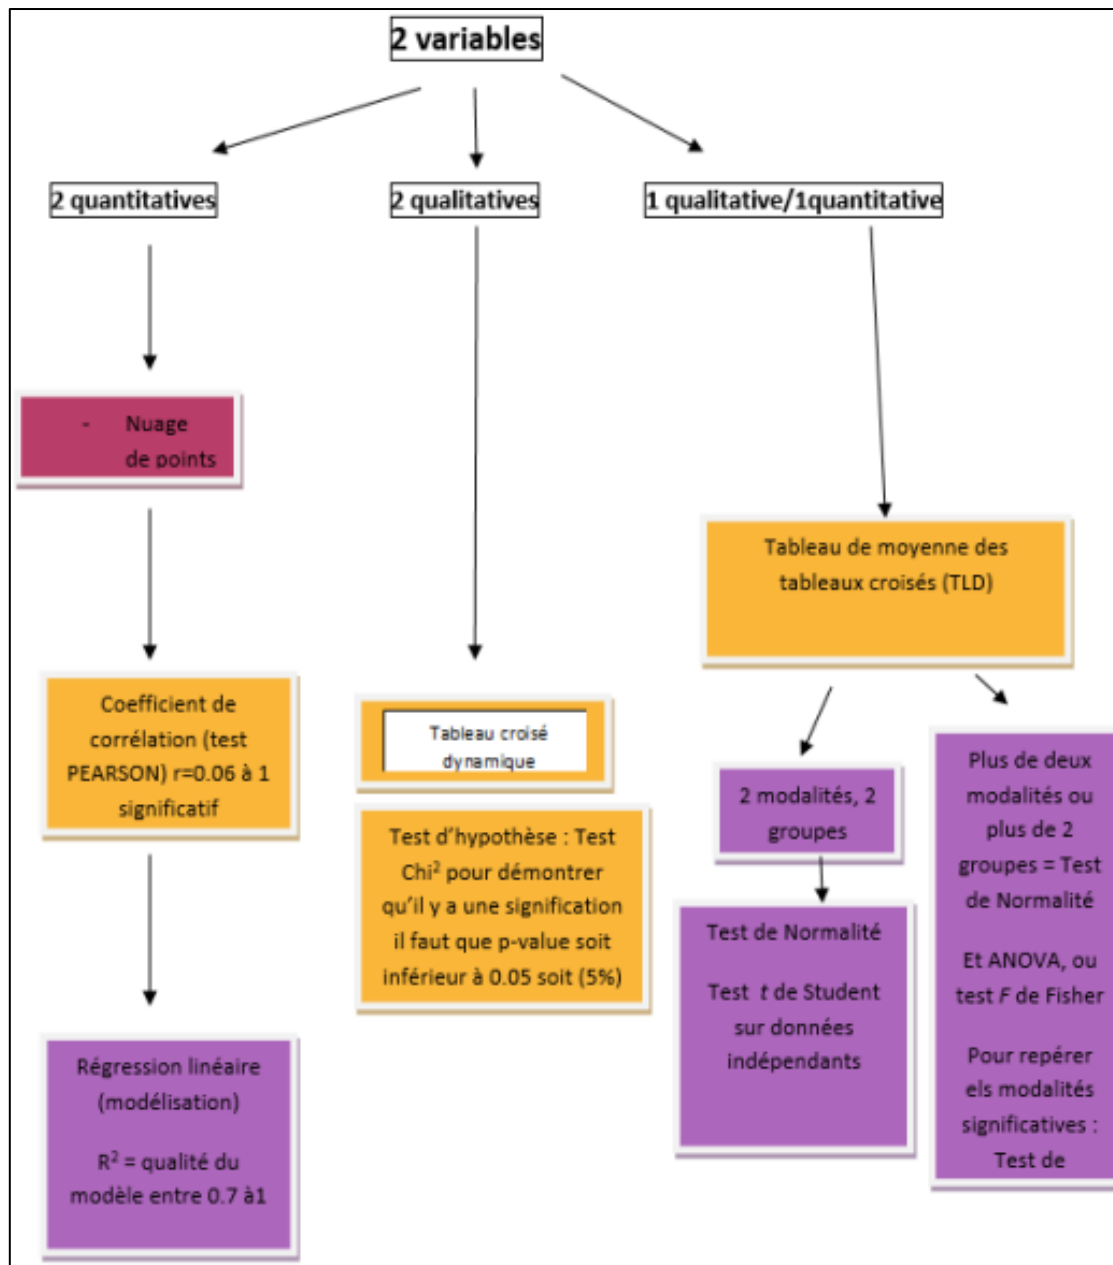 2 variables
2 quantitatives
2 qualitatives
1 qualitative/1quantitative
- Nuage
de points
Coefficient de
corrélation (test
PEARSON) r=0.06 à 1
significatif
Régression linéaire
(modélisation)
R² = qualité du
modèle entre 0.7 à1
Tableau croisé
dynamique
Test d'hypothèse : Test
Chi² pour démontrer
qu'il y a une signification
il faut que p-value soit
inférieur à 0.05 soit (5%)
Tableau de moyenne des
tableaux croisés (TLD)
2 modalités, 2
groupes
Test de Normalité
Test t de Student
sur données
indépendants
Plus de deux
modalités ou
plus de 2
groupes = Test
de Normalité
Et ANOVA, ou
test F de Fisher
Pour repérer
els modalités
significatives :
Test de